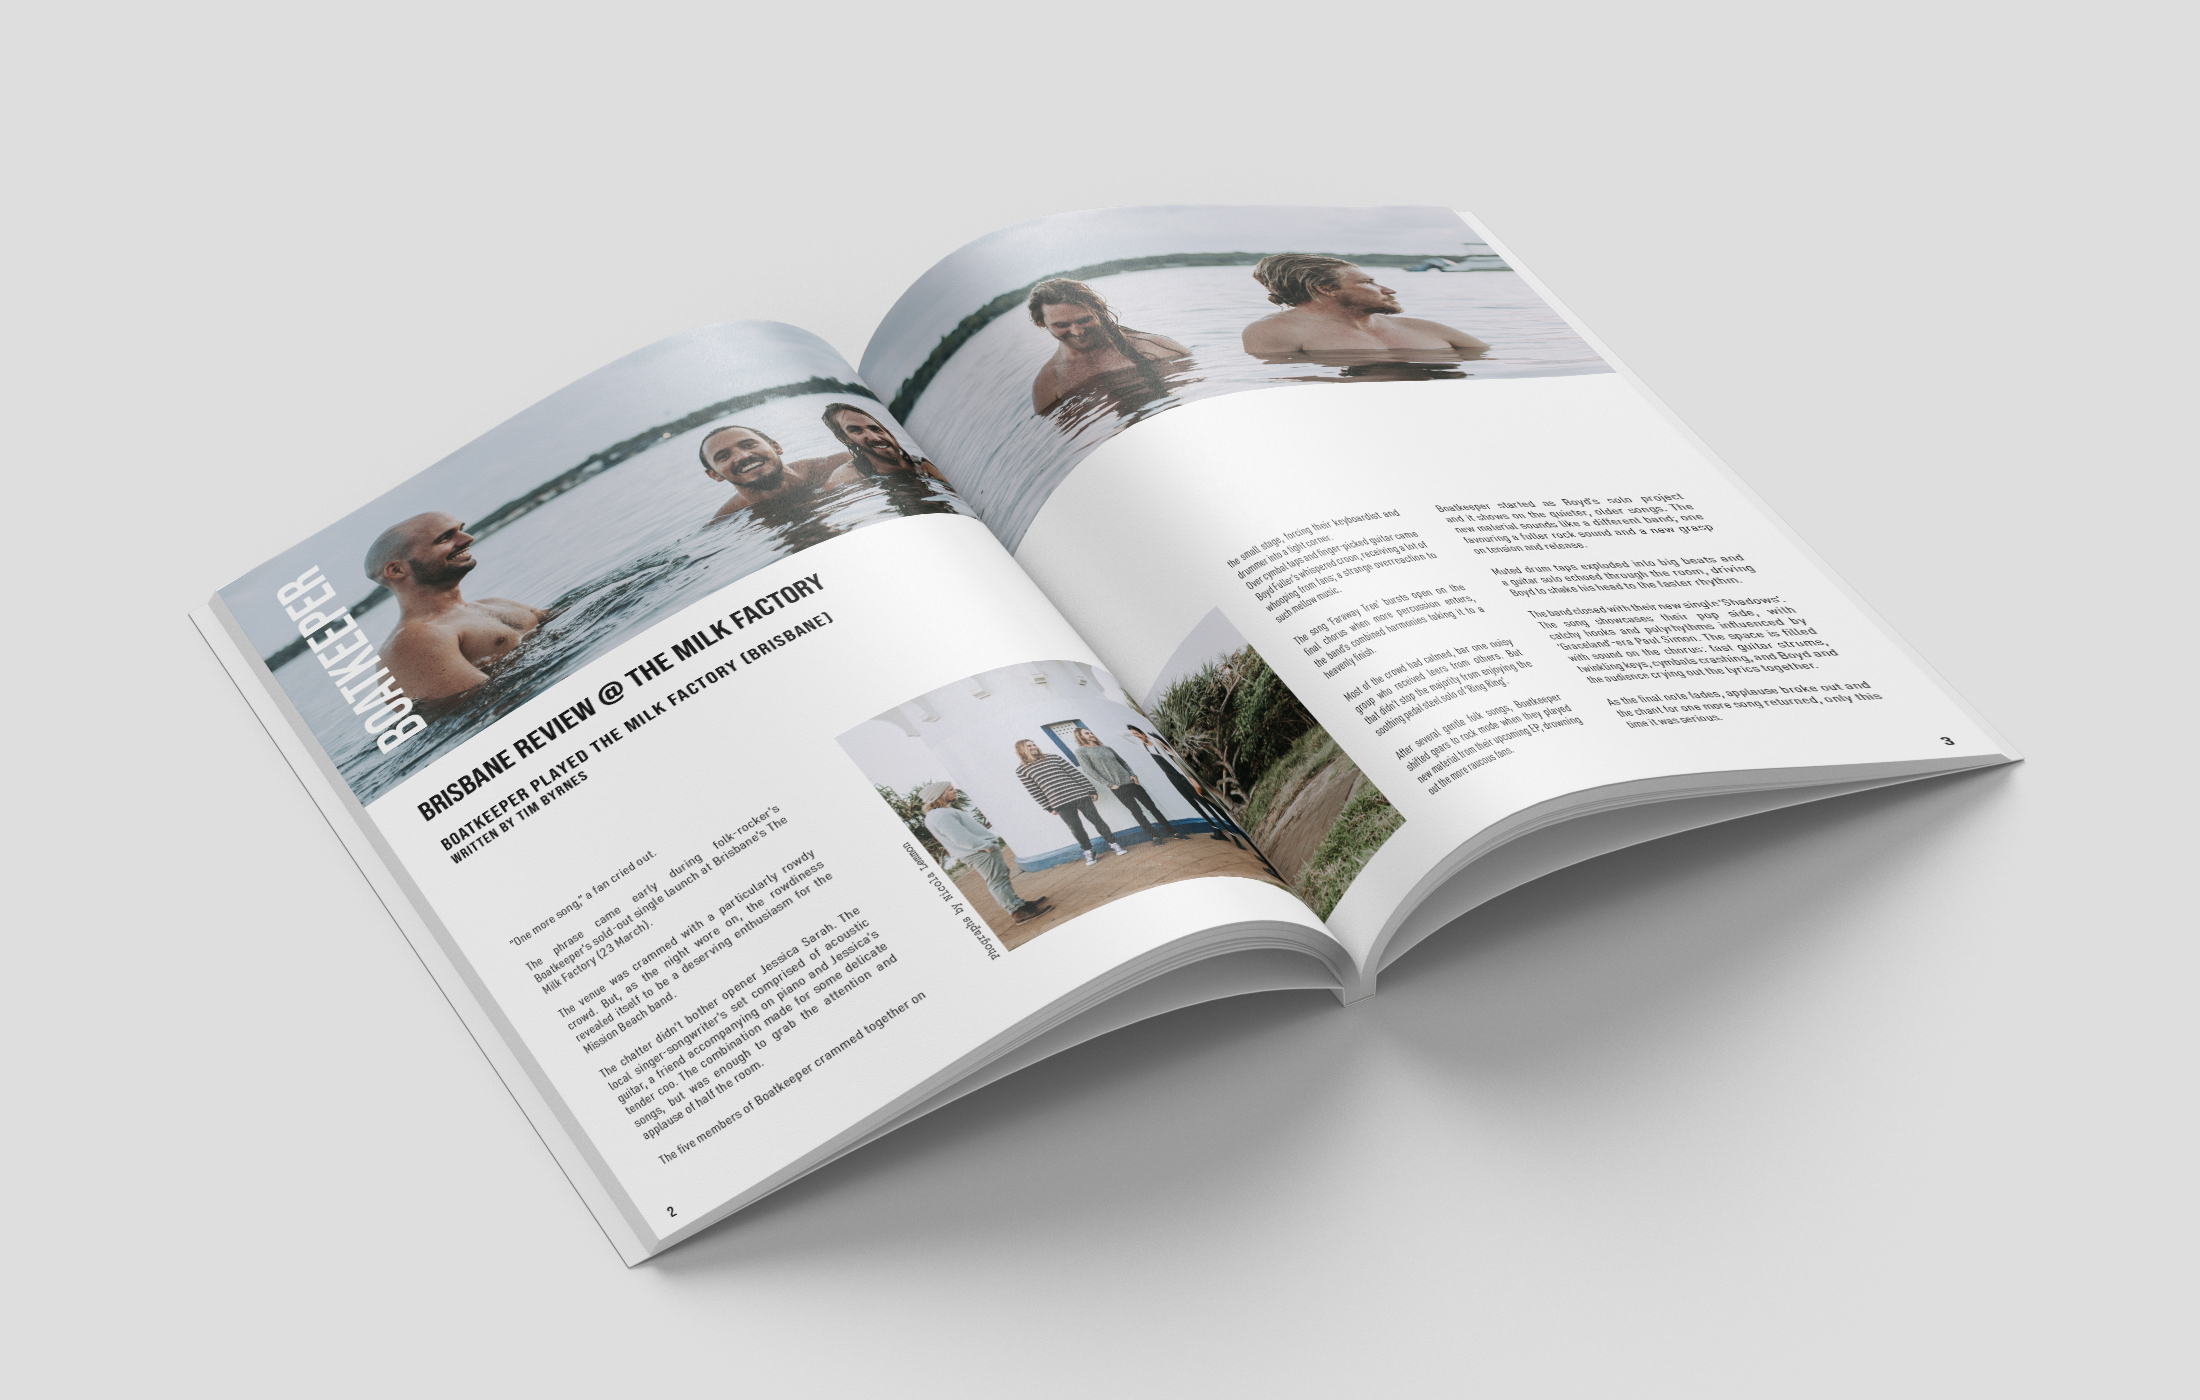 BOATKEEPER
BRISBANE REVIEW @ THE MILK FACTORY
BOATKEEPER PLAYED THE MILK FACTORY (BRISBANE)
WRITTEN BY TIM BYRNES
"One more song," a fan cried out.
The phrase came early during folk-rocker's
Boatkeeper's sold-out single launch at Brisbane's The
Milk Factory (23 March).
The venue was crammed with a particularly rowdy
crowd. But, as the night wore on, the rowdiness
revealed itself to be a deserving enthusiasm for the
Mission Beach band.
The chatter didn't bother opener Jessica Sarah. The
local singer-songwriter's set comprised of acoustic
guitar, a friend accompanying on piano and Jessica's
tender coo. The combination made for some delicate
songs, but was enough to grab the attention and
applause of half the room.
The five members of Boatkeeper crammed together on
2
Phographs by Nicola Lemmon
the small stage, forcing their keyboardist and
drummer into a tight corner.
Over cymbal taps and finger-picked guitar came
Boyd Fuller's whispered croon, receiving a lot of
whooping from fans; a strange overreaction to
such mellow music.
The song 'Faraway Tree' bursts open on the
final chorus when more percussion enters,
the band's combined harmonies taking it to a
heavenly finish.
Most of the crowd had calmed, bar one noisy
group who received leers from others. But
that didn't stop the majority from enjoying the
soothing pedal steel solo of 'Ring Ring'.
After several gentle folk songs, Boatkeeper
shifted gears to rock mode when they played
new material from their upcoming EP, drowning
out the more raucous fans.
Boatkeeper started as Boyd's solo project
and it shows on the quieter, older songs. The
new material sounds like a different band; one
favouring a fuller rock sound and a new grasp
on tension and release.
Muted drum taps exploded into big beats and
a guitar solo echoed through the room, driving
Boyd to shake his head to the faster rhythm.
The band closed with their new single 'Shadows'.
The song showcases their pop side, with
catchy hooks and polyrhythms influenced by
'Graceland'-era Paul Simon. The space is filled
with sound on the chorus: fast guitar strums,
twinkling keys, cymbals crashing, and Boyd and
the audience crying out the lyrics together.
As the final note fades, applause broke out and
the chant for one more song returned, only this
time it was serious.
3